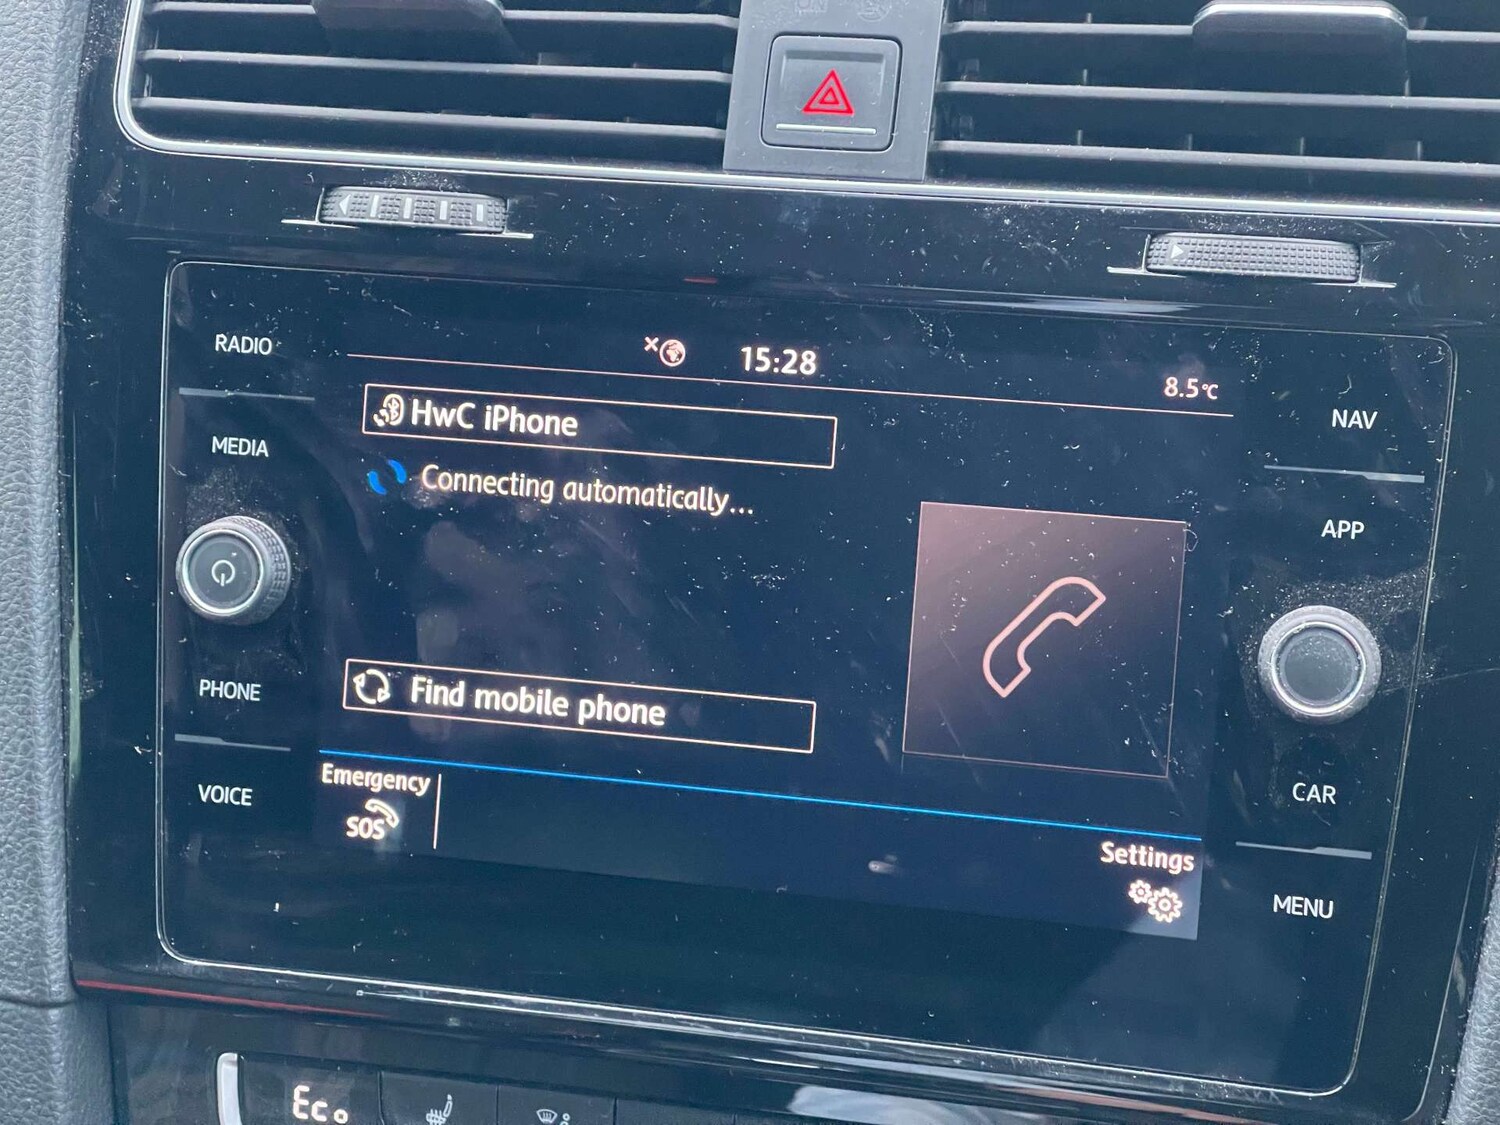 RADIO
MEDIA
PHONE
VOICE
15:28
8.5°C
HwC iPhone
Connecting automatically...
Find mobile phone
Emergency
SOS
Settings
NAV
APP
CAR
MENU
Eco